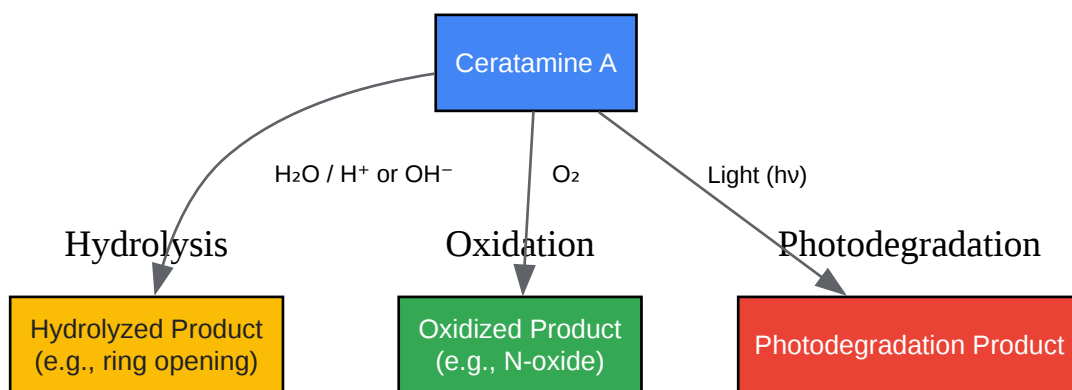 Ceratamine A
H₂O / H⁺ or OH⁻
O₂
Light (hν)
Hydrolysis
Oxidation
Photodegradation
Hydrolyzed Product
(e.g., ring opening)
Oxidized Product
(e.g., N-oxide)
Photodegradation Product